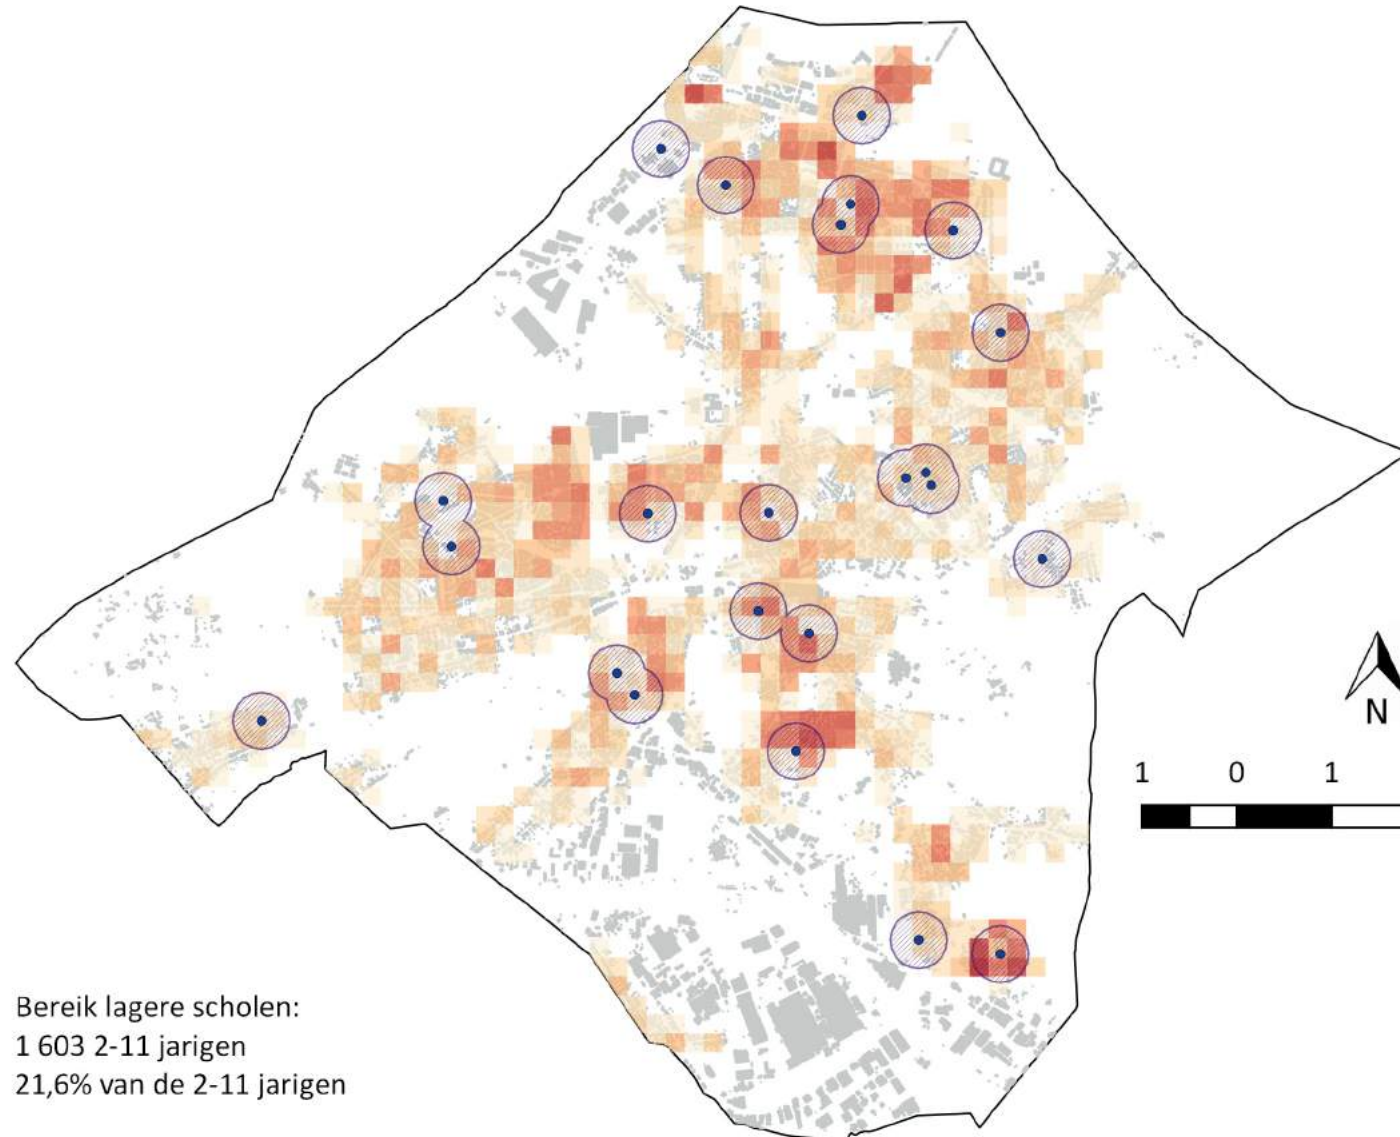 N
1 0 1
Bereik lagere scholen:
1 603 2-11 jarigen
21,6% van de 2-11 jarigen